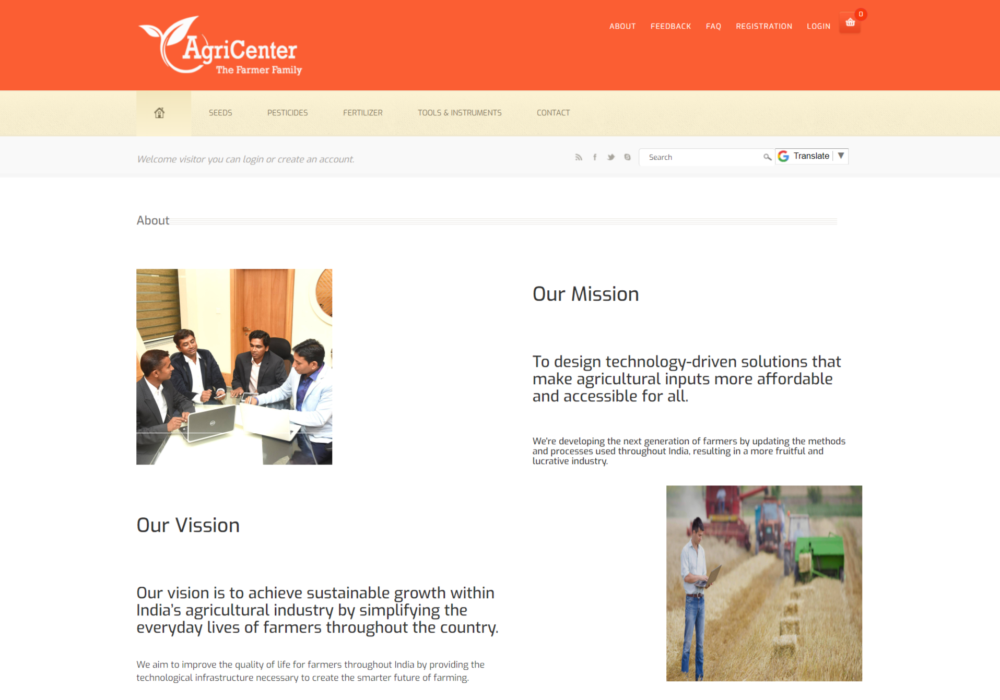 AgriCenter
The Farmer Family
ABOUT FEEDBACK FAQ REGISTRATION LOGIN
0
SEEDS PESTICIDES FERTILIZER TOOLS & INSTRUMENTS CONTACT
Welcome visitor you can login or create an account.
Search
Translate
About
Our Mission
To design technology-driven solutions that
make agricultural inputs more affordable
and accessible for all.
We're developing the next generation of farmers by updating the methods
and processes used throughout India, resulting in a more fruitful and
lucrative industry.
Our Vission
Our vision is to achieve sustainable growth within
India’s agricultural industry by simplifying the
everyday lives of farmers throughout the country.
We aim to improve the quality of life for farmers throughout India by providing the
technological infrastructure necessary to create the smarter future of farming.